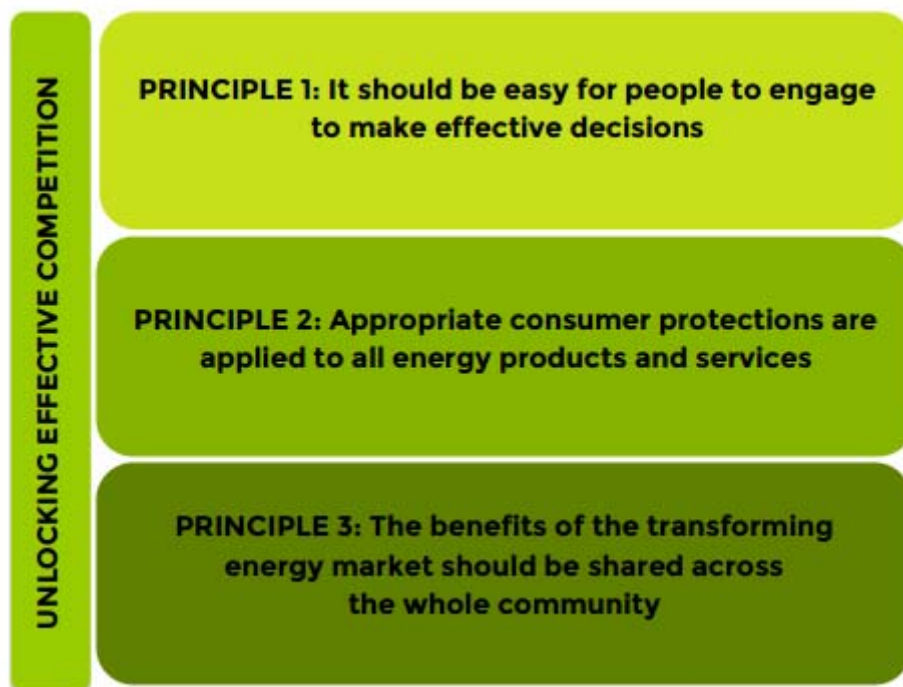 UNLOCKING EFFECTIVE COMPETITION
PRINCIPLE 1: It should be easy for people to engage
to make effective decisions
PRINCIPLE 2: Appropriate consumer protections are
applied to all energy products and services
PRINCIPLE 3: The benefits of the transforming
energy market should be shared across
the whole community